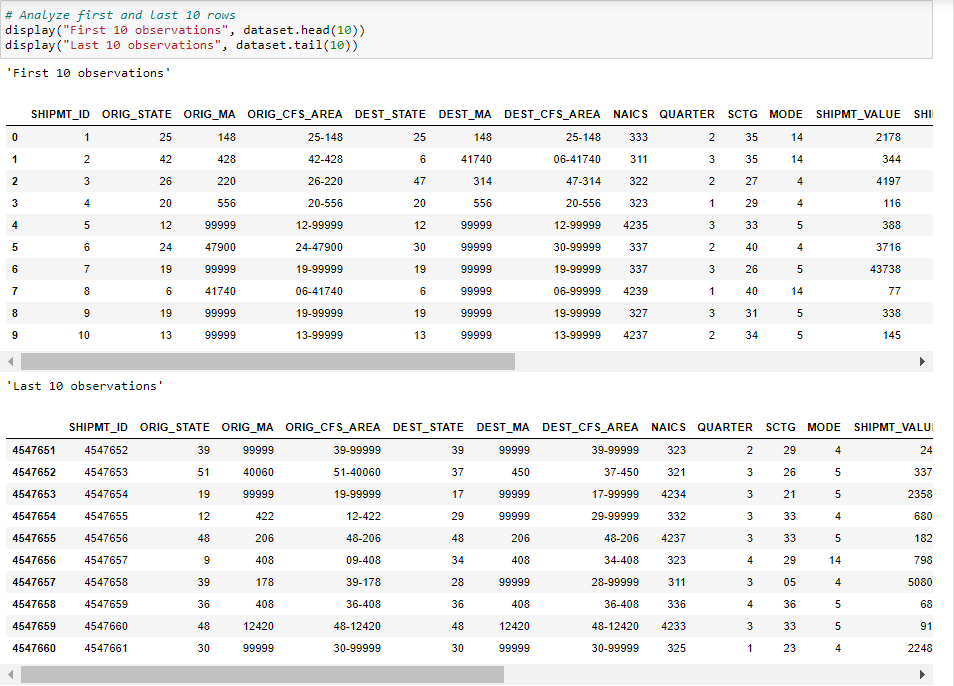 # Analyze first and last 10 rows
display("First 10 observations", dataset.head(10))
display("Last 10 observations", dataset.tail(10))
'First 10 observations'
SHIPMT_ID ORIG_STATE ORIG_MA ORIG_CFS_AREA DEST_STATE DEST_MA DEST_CFS_AREA NAICS QUARTER SCTG MODE SHIPMT_VALUE SHI
0 1 25 148 25-148 25 148 25-148 333 2 35 14 2178
1 2 42 428 42-428 6 41740 06-41740 311 3 35 14 344
2 3 26 220 26-220 47 314 47-314 322 2 27 4 4197
3 4 20 556 20-556 20 556 20-556 323 1 29 4 116
4 5 12 99999 12-99999 12 99999 12-99999 4235 3 33 5 388
5 6 24 47900 24-47900 30 99999 30-99999 337 2 40 4 3716
6 7 19 99999 19-99999 19 99999 19-99999 337 3 26 5 43738
7 8 6 41740 06-41740 6 99999 06-99999 4239 1 40 14 77
8 9 19 99999 19-99999 19 99999 19-99999 327 3 31 5 338
9 10 13 99999 13-99999 13 99999 13-99999 4237 2 34 5 145
'Last 10 observations'
SHIPMT_ID ORIG_STATE ORIG_MA ORIG_CFS_AREA DEST_STATE DEST_MA DEST_CFS_AREA NAICS QUARTER SCTG MODE SHIPMT_VALU
4547651 4547652 39 99999 39-99999 39 99999 39-99999 323 2 29 4 24
4547652 4547653 51 40060 51-40060 37 450 37-450 321 3 26 5 337
4547653 4547654 19 99999 19-99999 17 99999 17-99999 4234 3 21 5 2358
4547654 4547655 12 422 12-422 29 99999 29-99999 332 3 33 4 680
4547655 4547656 48 206 48-206 48 206 48-206 4237 3 33 5 182
4547656 4547657 9 408 09-408 34 408 34-408 323 4 29 14 798
4547657 4547658 39 178 39-178 28 99999 28-99999 311 3 05 4 5080
4547658 4547659 36 408 36-408 36 408 36-408 336 4 36 5 68
4547659 4547660 48 12420 48-12420 48 12420 48-12420 4233 3 33 5 91
4547660 4547661 30 99999 30-99999 30 99999 30-99999 325 1 23 4 2248